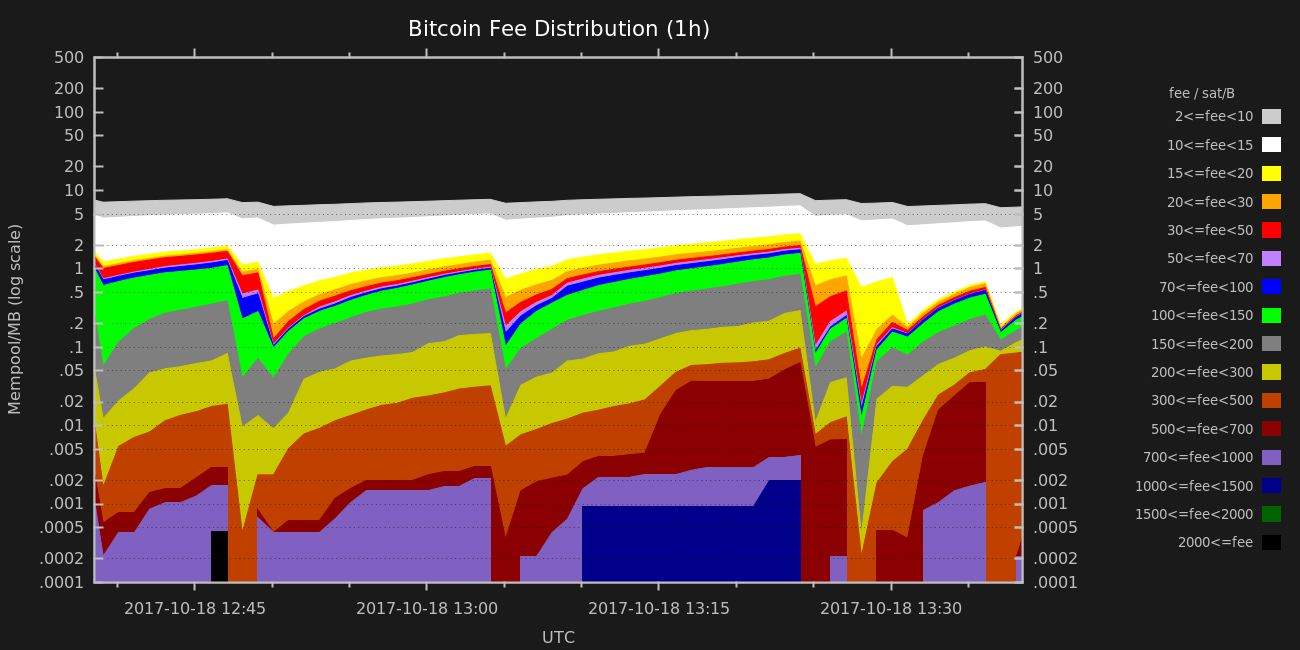 Bitcoin Fee Distribution (1h)
500
200
100
50
20
10
5
2
1
.5
.2
.1
.05
.02
.01
.005
.002
.001
.0005
.0002
.0001
Mempool/MB (log scale)
500
200
100
50
20
10
5
2
1
.5
.2
.1
.05
.02
.01
.005
.002
.001
.0005
.0002
.0001
2017-10-18 12:45
2017-10-18 13:00
2017-10-18 13:15
2017-10-18 13:30
UTC
fee / sat/B
2<=fee<10
10<=fee<15
15<=fee<20
20<=fee<30
30<=fee<50
50<=fee<70
70<=fee<100
100<=fee<150
150<=fee<200
200<=fee<300
300<=fee<500
500<=fee<700
700<=fee<1000
1000<=fee<1500
1500<=fee<2000
2000<=fee